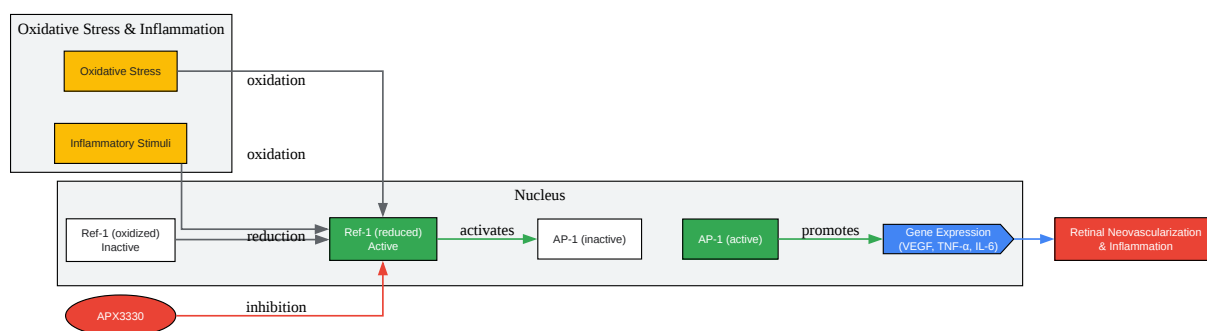 Oxidative Stress & Inflammation
Oxidative Stress
oxidation
Inflammatory Stimuli
oxidation
Nucleus
Ref-1 (oxidized)
Inactive
reduction
Ref-1 (reduced)
Active
activates
AP-1 (inactive)
AP-1 (active)
promotes
Gene Expression
(VEGF, TNF-α, IL-6)
Retinal Neovascularization
& Inflammation
APX3330
inhibition